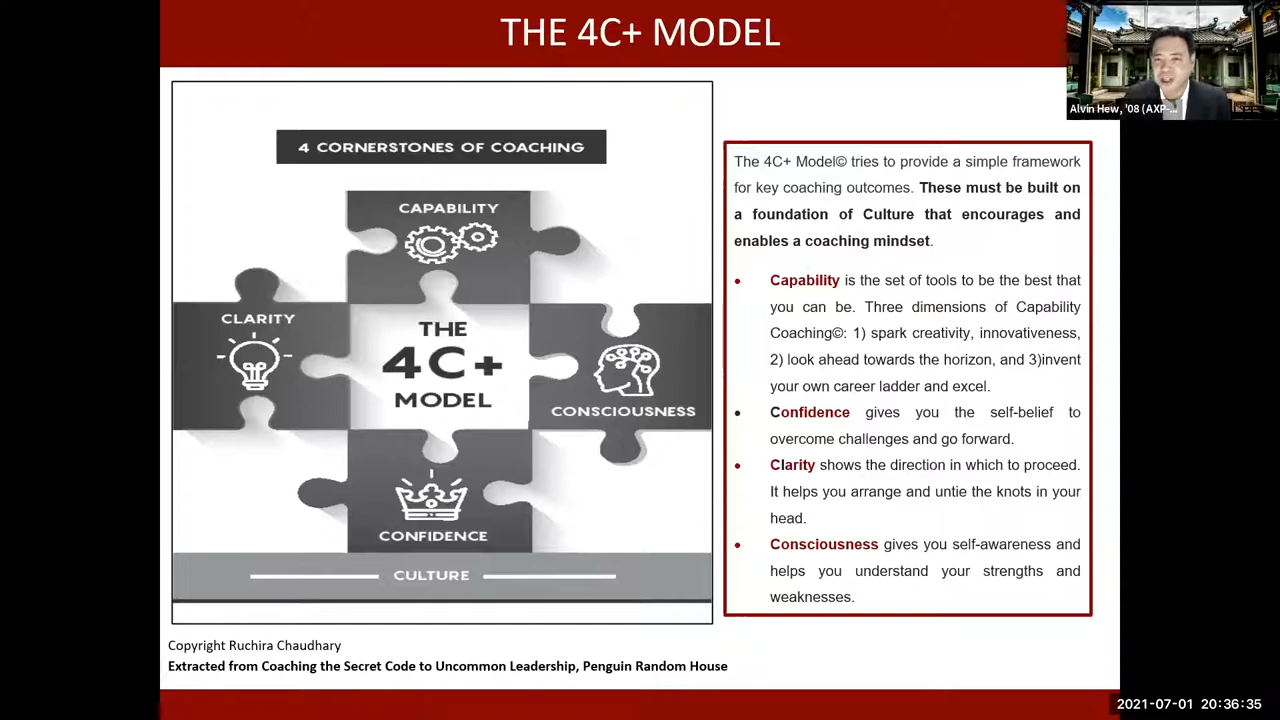 THE 4C+ MODEL
Alvin Hew, '08 (AXP-...
4 CORNERSTONES OF COACHING
CAPABILITY
CLARITY
THE
4C+
MODEL
CONSCIOUSNESS
CONFIDENCE
CULTURE
The 4C+ Model© tries to provide a simple framework
for key coaching outcomes. These must be built on
a foundation of Culture that encourages and
enables a coaching mindset.
• Capability is the set of tools to be the best that
you can be. Three dimensions of Capability
Coaching©: 1) spark creativity, innovativeness,
2) look ahead towards the horizon, and 3)invent
your own career ladder and excel.
• Confidence gives you the self-belief to
overcome challenges and go forward.
• Clarity shows the direction in which to proceed.
It helps you arrange and untie the knots in your
head.
• Consciousness gives you self-awareness and
helps you understand your strengths and
weaknesses.
Copyright Ruchira Chaudhary
Extracted from Coaching the Secret Code to Uncommon Leadership, Penguin Random House
2021-07-01 20:36:35